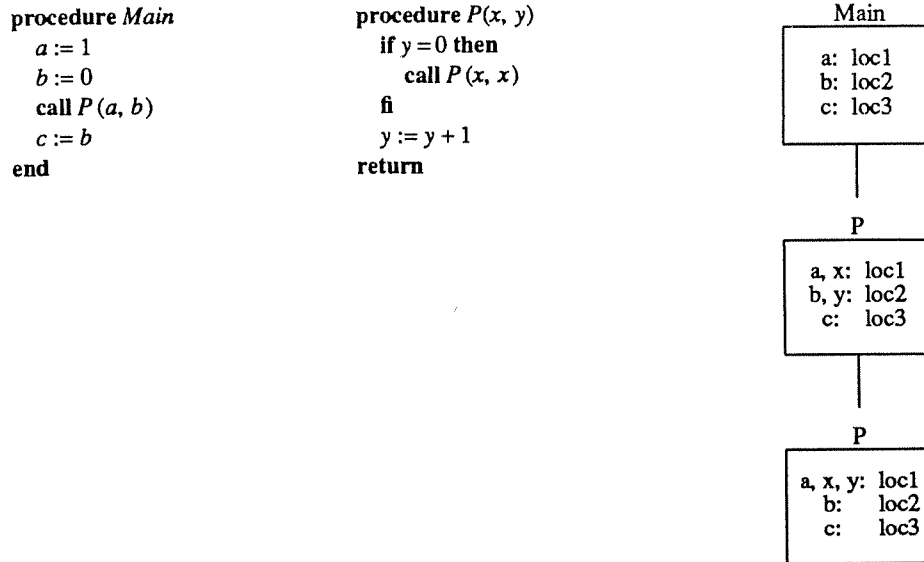 procedure Main
a := 1
b := 0
call P (a, b)
c := b
end
procedure P(x, y)
if y = 0 then
call P (x, x)
fi
y := y + 1
return
Main
a: loc1
b: loc2
c: loc3
P
a, x: loc1
b, y: loc2
c: loc3
P
a, x, y: loc1
b: loc2
c: loc3